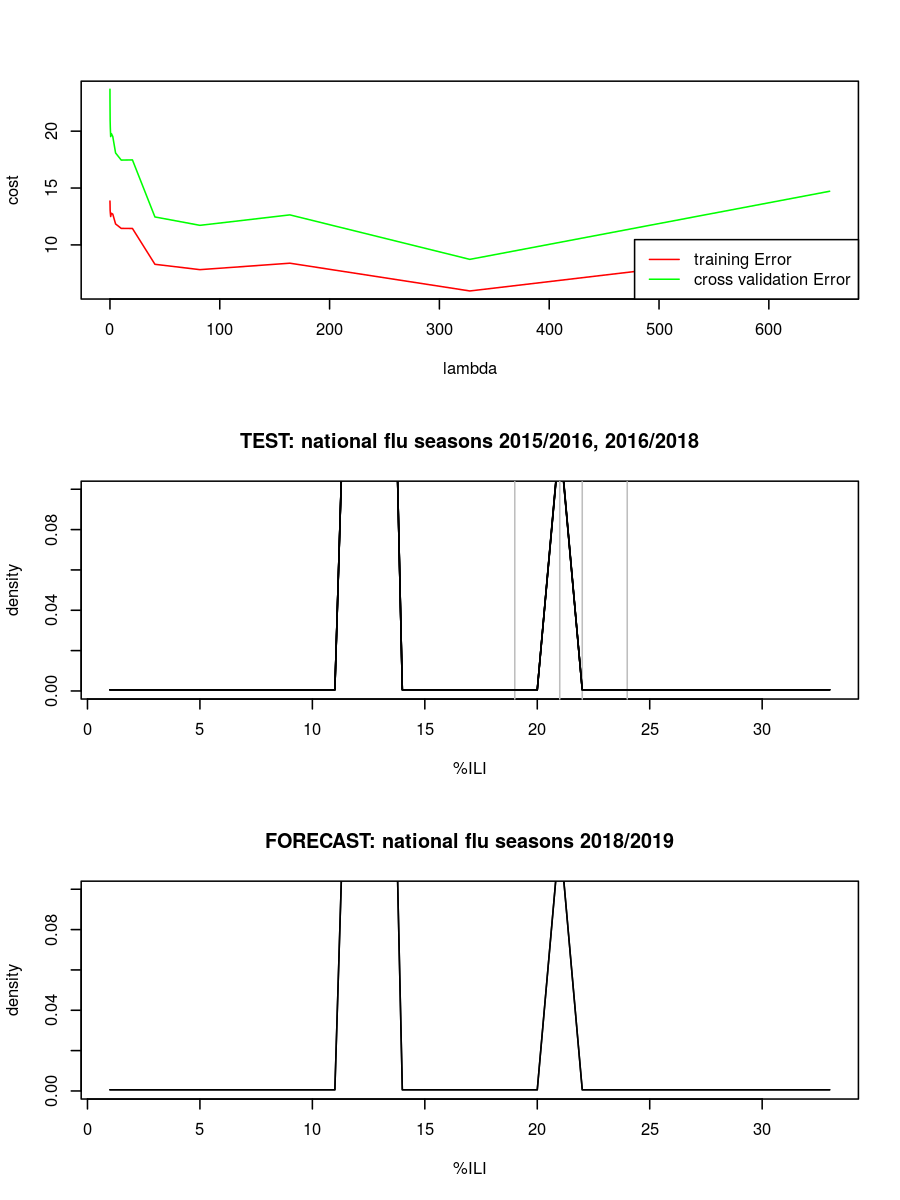 20
15
10
cost
training Error
cross validation Error
0 100 200 300 400 500 600
lambda
TEST: national flu seasons 2015/2016, 2016/2018
0.08
0.04
0.00
density
0 5 10 15 20 25 30
%ILI
FORECAST: national flu seasons 2018/2019
0.08
0.04
0.00
density
0 5 10 15 20 25 30
%ILI